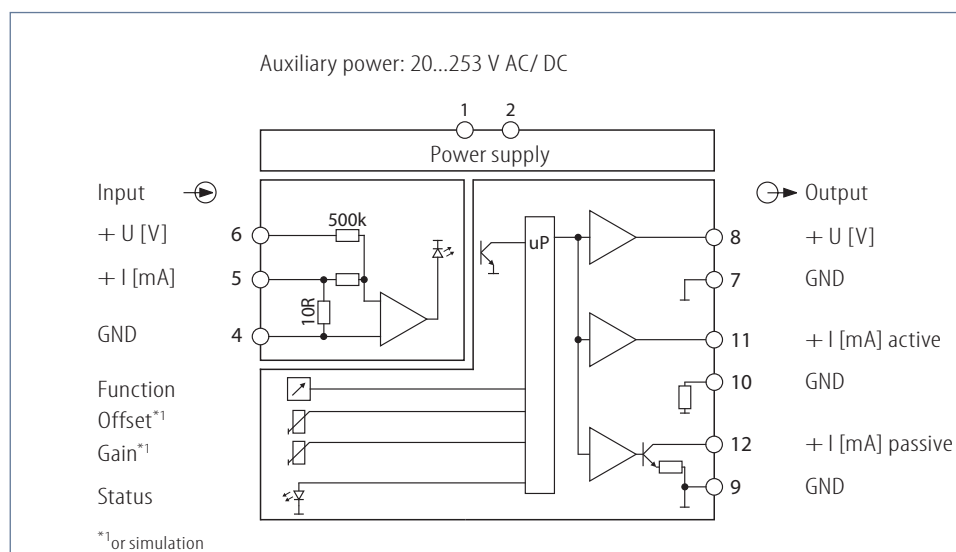 Auxiliary power: 20...253 V AC/ DC
1 2
Power supply
Input
Output
+ U [V] 6 500k
uP
8 + U [V]
+ I [mA] 5
7 GND
10R
GND 4
11 + I [mA] active
10 GND
Function
Offset*1
Gain*1
12 + I [mA] passive
Status
9 GND
*1or simulation